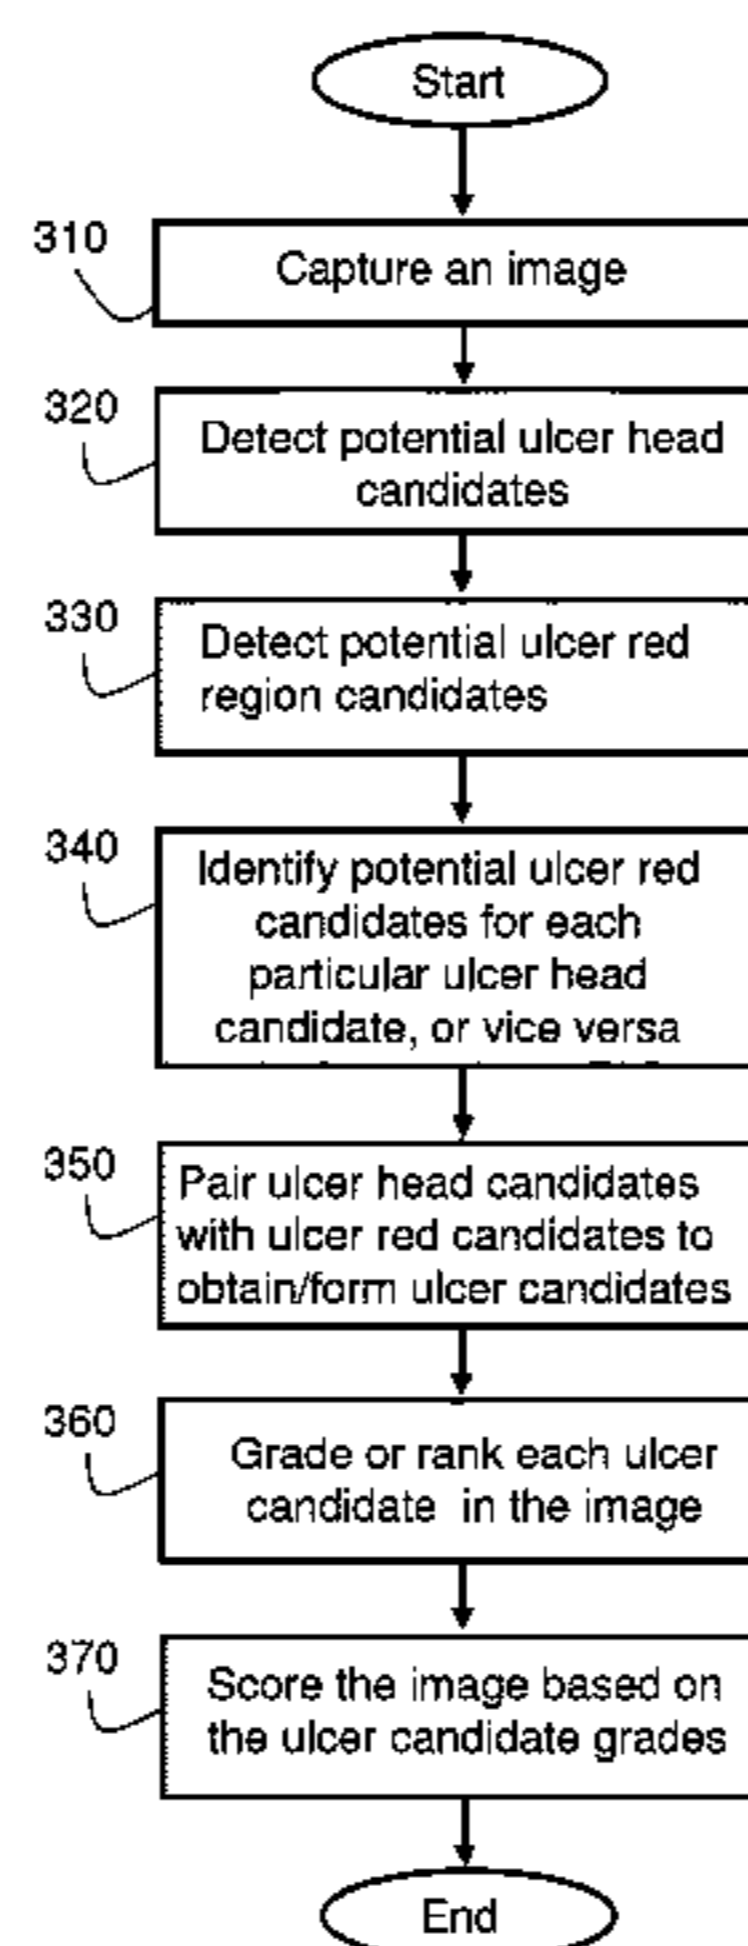 Start
310
Capture an image
320
Detect potential ulcer head
candidates
330
Detect potential ulcer red
region candidates
340
Identify potential ulcer red
candidates for each
particular ulcer head
candidate, or vice versa
350
Pair ulcer head candidates
with ulcer red candidates to
obtain/form ulcer candidates
360
Grade or rank each ulcer
candidate in the image
370
Score the image based on
the ulcer candidate grades
End